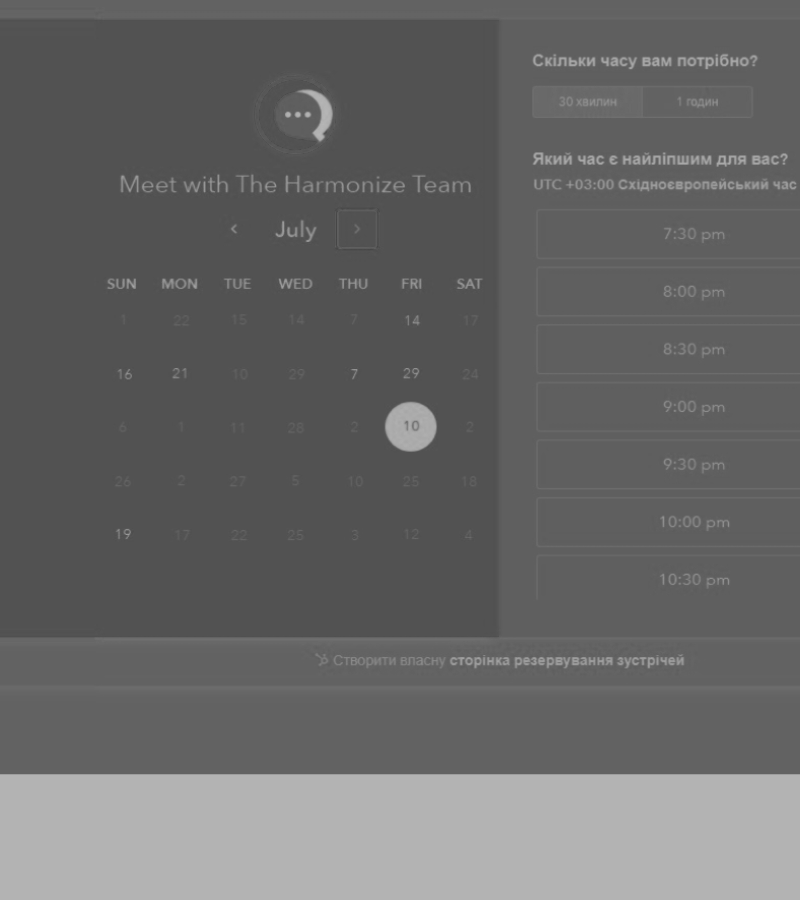 Meet with The Harmonize Team
July
SUN MON TUE WED THU FRI SAT
1 22 15 14 7 14 17
16 21 10 29 7 29 24
6 1 11 28 2 10 2
26 2 27 5 10 25 18
19 17 22 25 3 12 4
Скільки часу вам потрібно?
30 хвилин 1 годин
Який час є найліпшим для вас?
UTC +03:00 Східноєвропейський час
7:30 pm
8:00 pm
8:30 pm
9:00 pm
9:30 pm
10:00 pm
10:30 pm
Створити власну сторінка резервування зустрічей